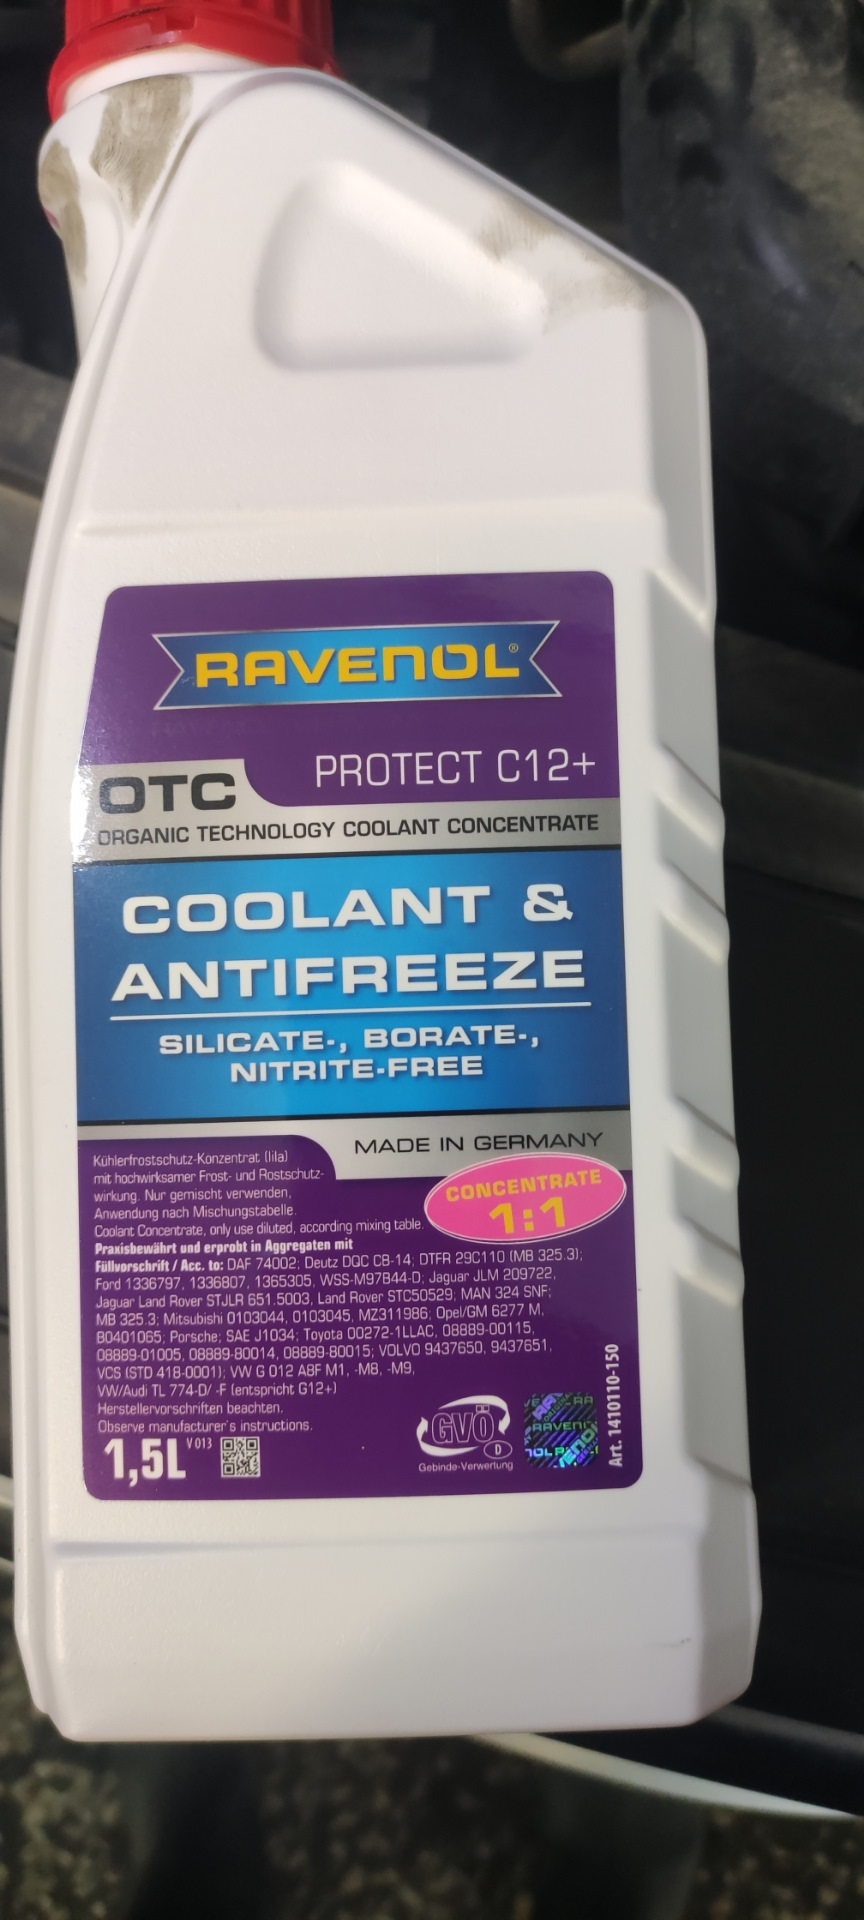 RAVENOL®
PROTECT C12+
OTC
ORGANIC TECHNOLOGY COOLANT CONCENTRATE
COOLANT &
ANTIFREEZE
SILICATE-, BORATE-,
NITRITE-FREE
MADE IN GERMANY
CONCENTRATE
1:1
Kühlerfrostschutz-Konzentrat (lila)
mit hochwirksamer Frost- und Rostschutz-
wirkung. Nur gemischt verwenden,
Anwendung nach Mischungstabelle.
Coolant Concentrate, only use diluted, according mixing table.
Praxisbewährt und erprobt in Aggregaten mit
Füllvorschrift / Acc. to: DAF 74002; Deutz DQC CB-14; DTFR 29C110 (MB 325.3);
Ford 1336797, 1336807, 1365305, WSS-M97B44-D; Jaguar JLM 209722,
Jaguar Land Rover STJLR 651.5003, Land Rover STC50529; MAN 324 SNF;
MB 325.3; Mitsubishi 0103044, 0103045, MZ311986; Opel/GM 6277 M,
B0401065; Porsche; SAE J1034; Toyota 00272-1LLAC, 08889-00115,
08889-01005, 08889-80014, 08889-80015; VOLVO 9437650, 9437651,
VCS (STD 418-0001); VW G 012 A8F M1, -M8, -M9,
VW/Audi TL 774-D/ -F (entspricht G12+)
Herstellervorschriften beachten.
Observe manufacturer's instructions.
1,5L
V 013
GVÖ
D
Gebinde-Verwertung
RAVENOL
Art. 1410110-150